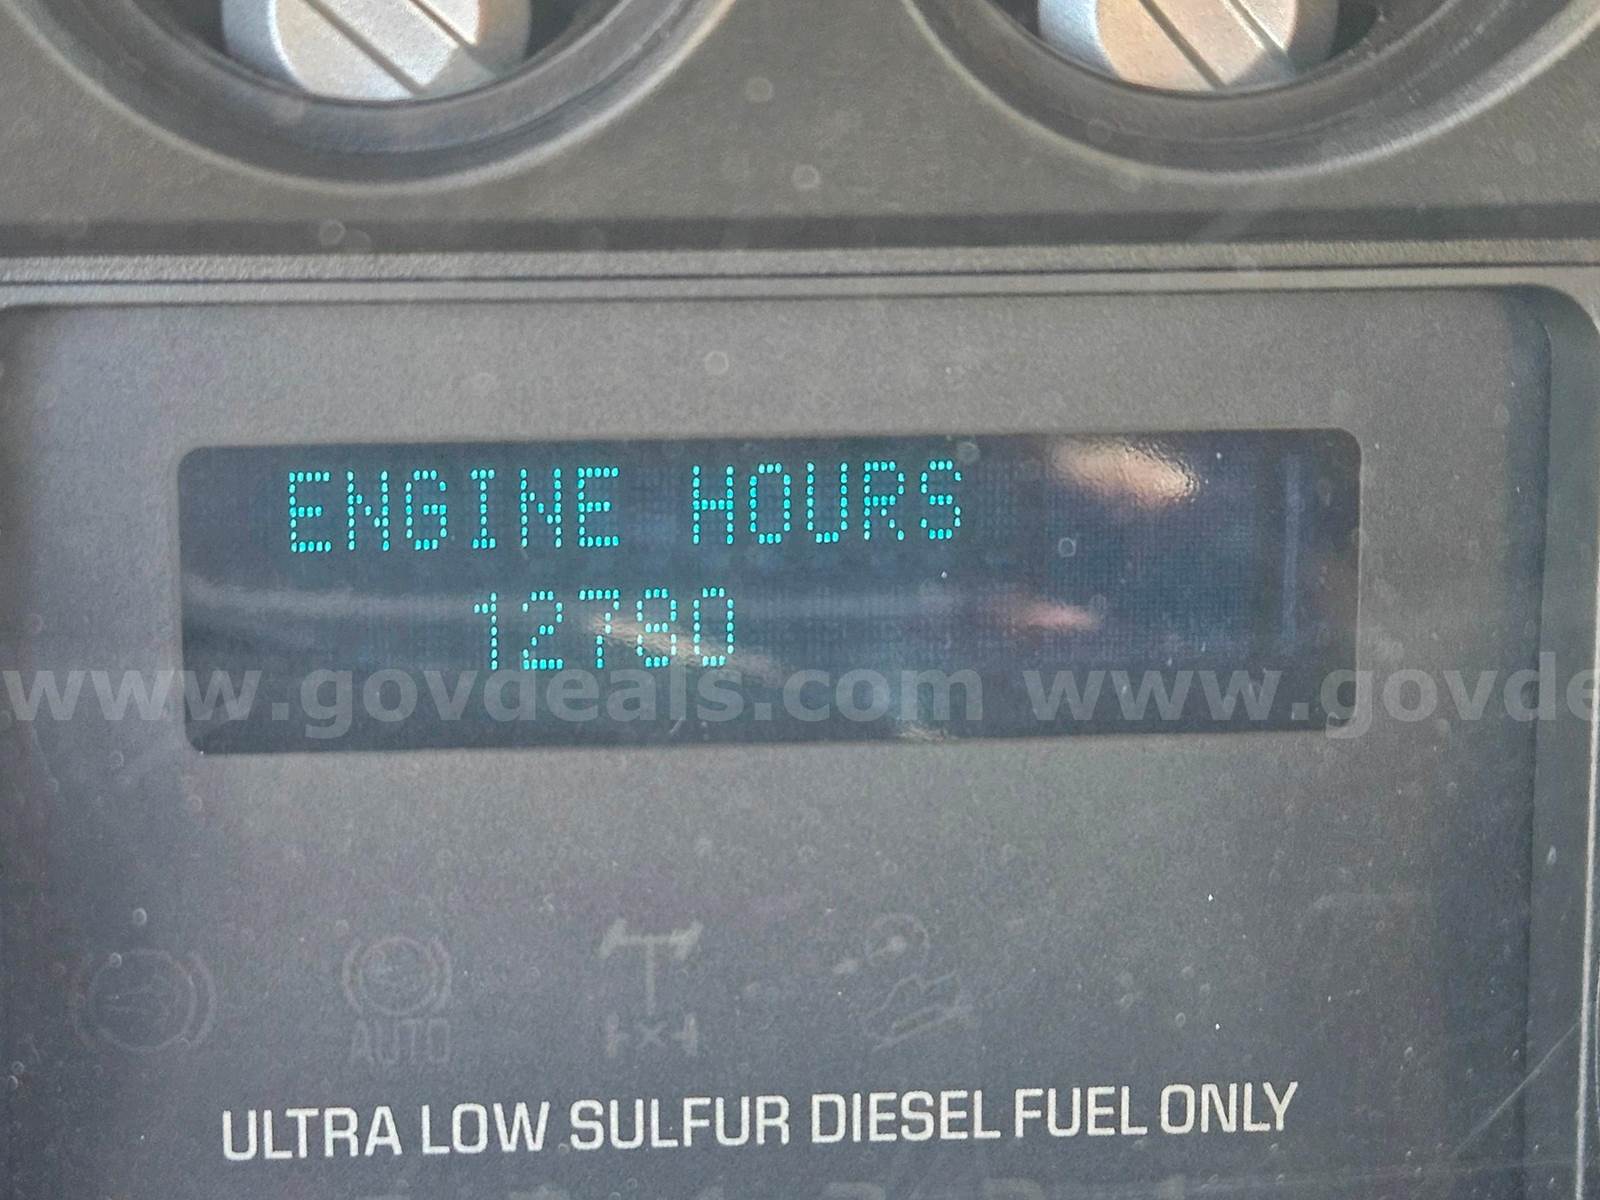 ENGINE HOURS
12780
www.govdeals.com www.govde
AUTO
ULTRA LOW SULFUR DIESEL FUEL ONLY